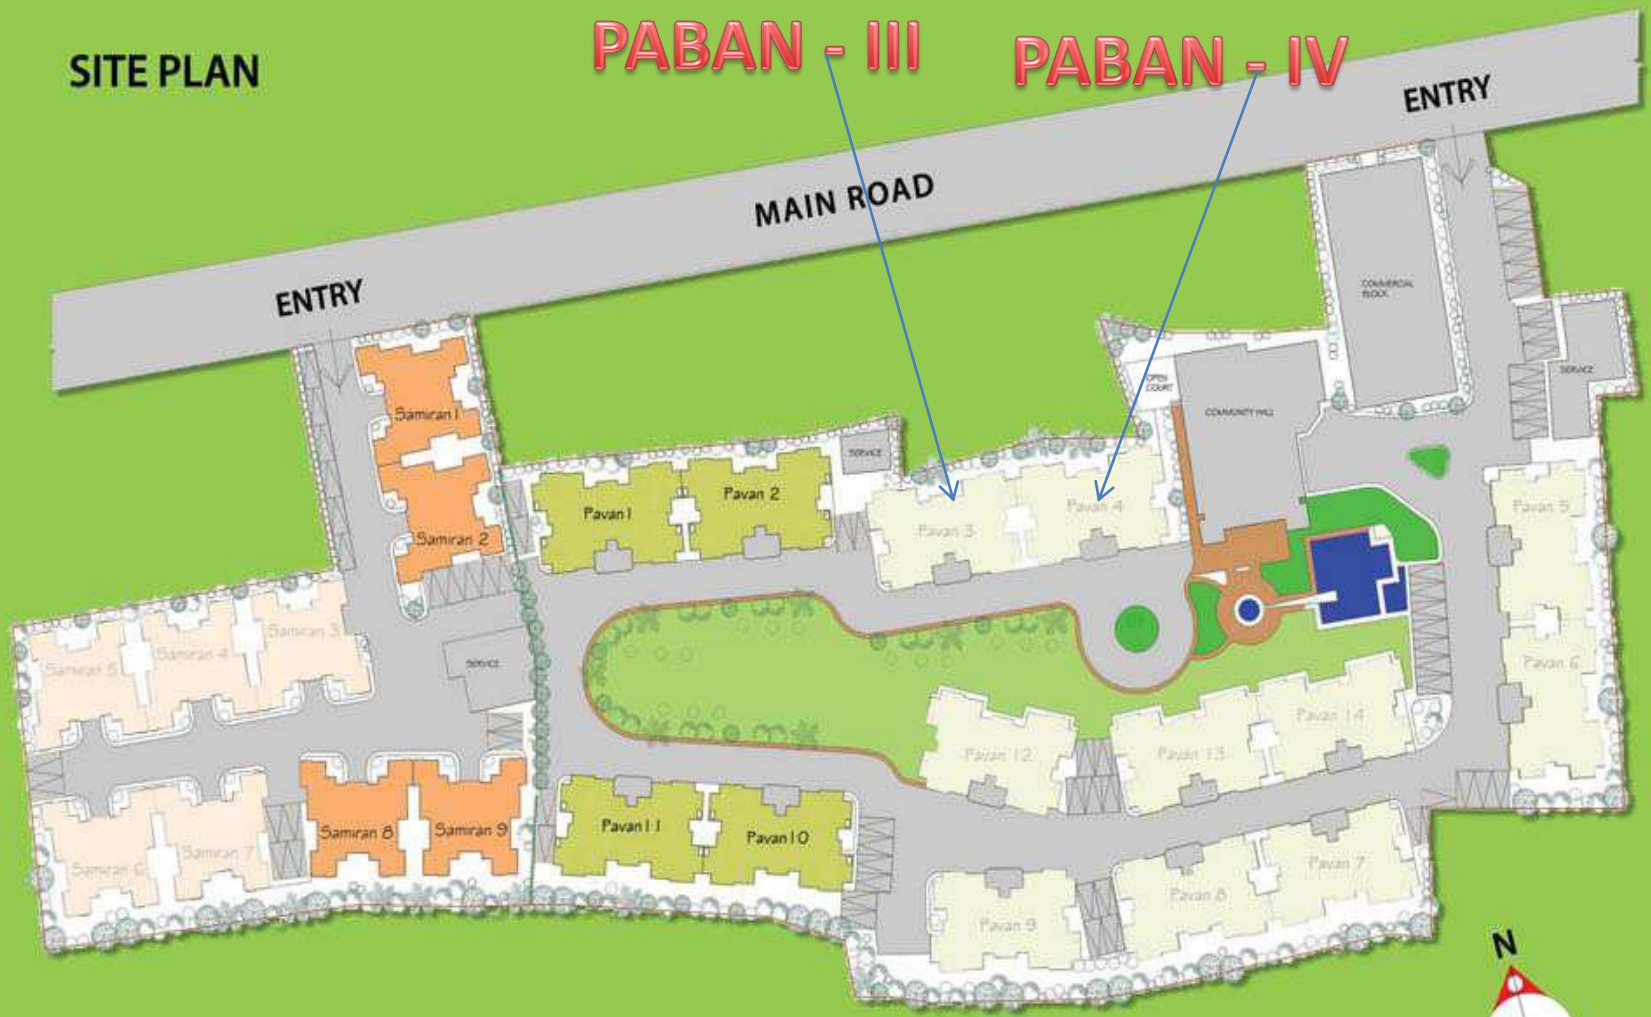 SITE PLAN
PABAN - III
PABAN - IV
ENTRY
MAIN ROAD
ENTRY
COMMERCIAL
BLOCK
SERVICE
OPEN
COURT
COMMUNITY HALL
Samiran 1
Samiran 2
SERVICE
Pavan 1
Pavan 2
Pavan 3
Pavan 4
Pavan 5
Samiran 5
Samiran 4
Samiran 3
SERVICE
Pavan 6
Pavan 12
Pavan 13
Pavan 14
Samiran 6
Samiran 7
Samiran 8
Samiran 9
Pavan 11
Pavan 10
Pavan 9
Pavan 8
Pavan 7
N